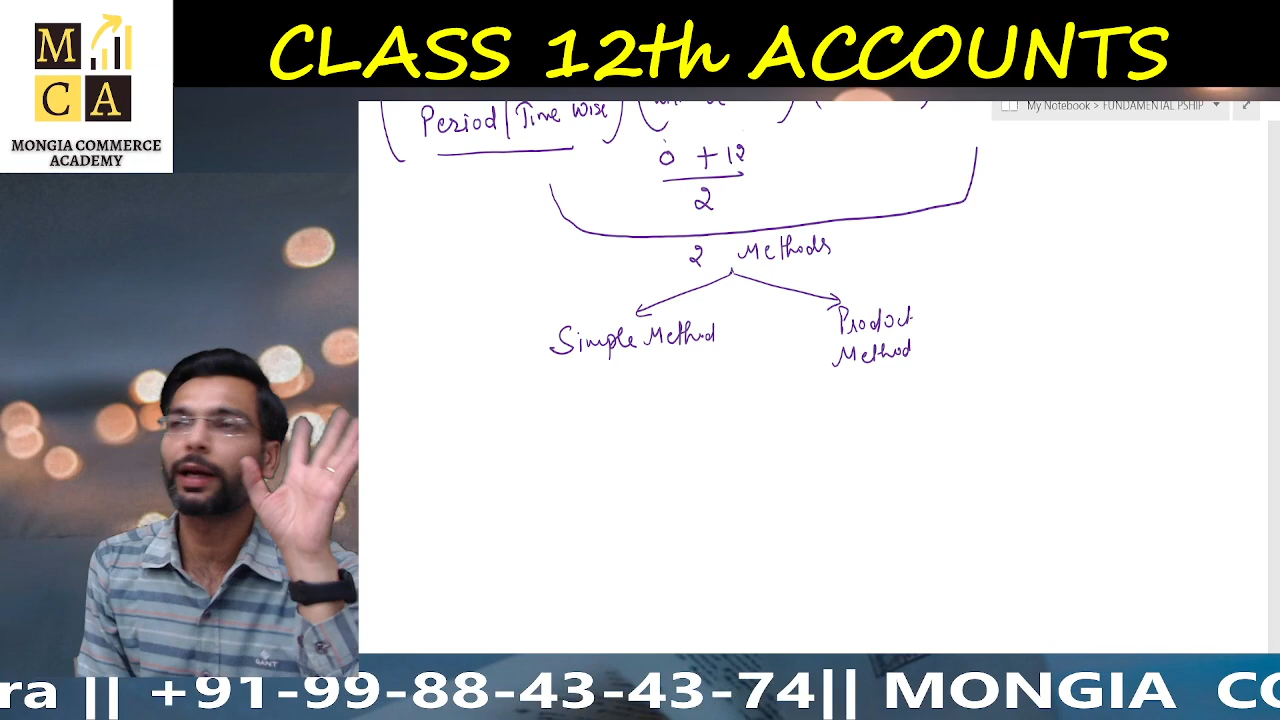 M
C A
MONGIA COMMERCE
ACADEMY
CLASS 12th ACCOUNTS
My Notebook > FUNDAMENTAL PSHIP
Period/Time Wise
0 + 12
2
2 Methods
Simple Method
Product
Method
GANT
ra || +91-99-88-43-43-74|| MONGIA CO